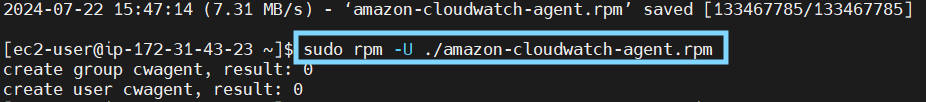 2024-07-22 15:47:14 (7.31 MB/s) - ‘amazon-cloudwatch-agent.rpm’ saved [133467785/133467785]
[ec2-user@ip-172-31-43-23 ~]$ sudo rpm -U ./amazon-cloudwatch-agent.rpm
create group cwagent, result: 0
create user cwagent, result: 0